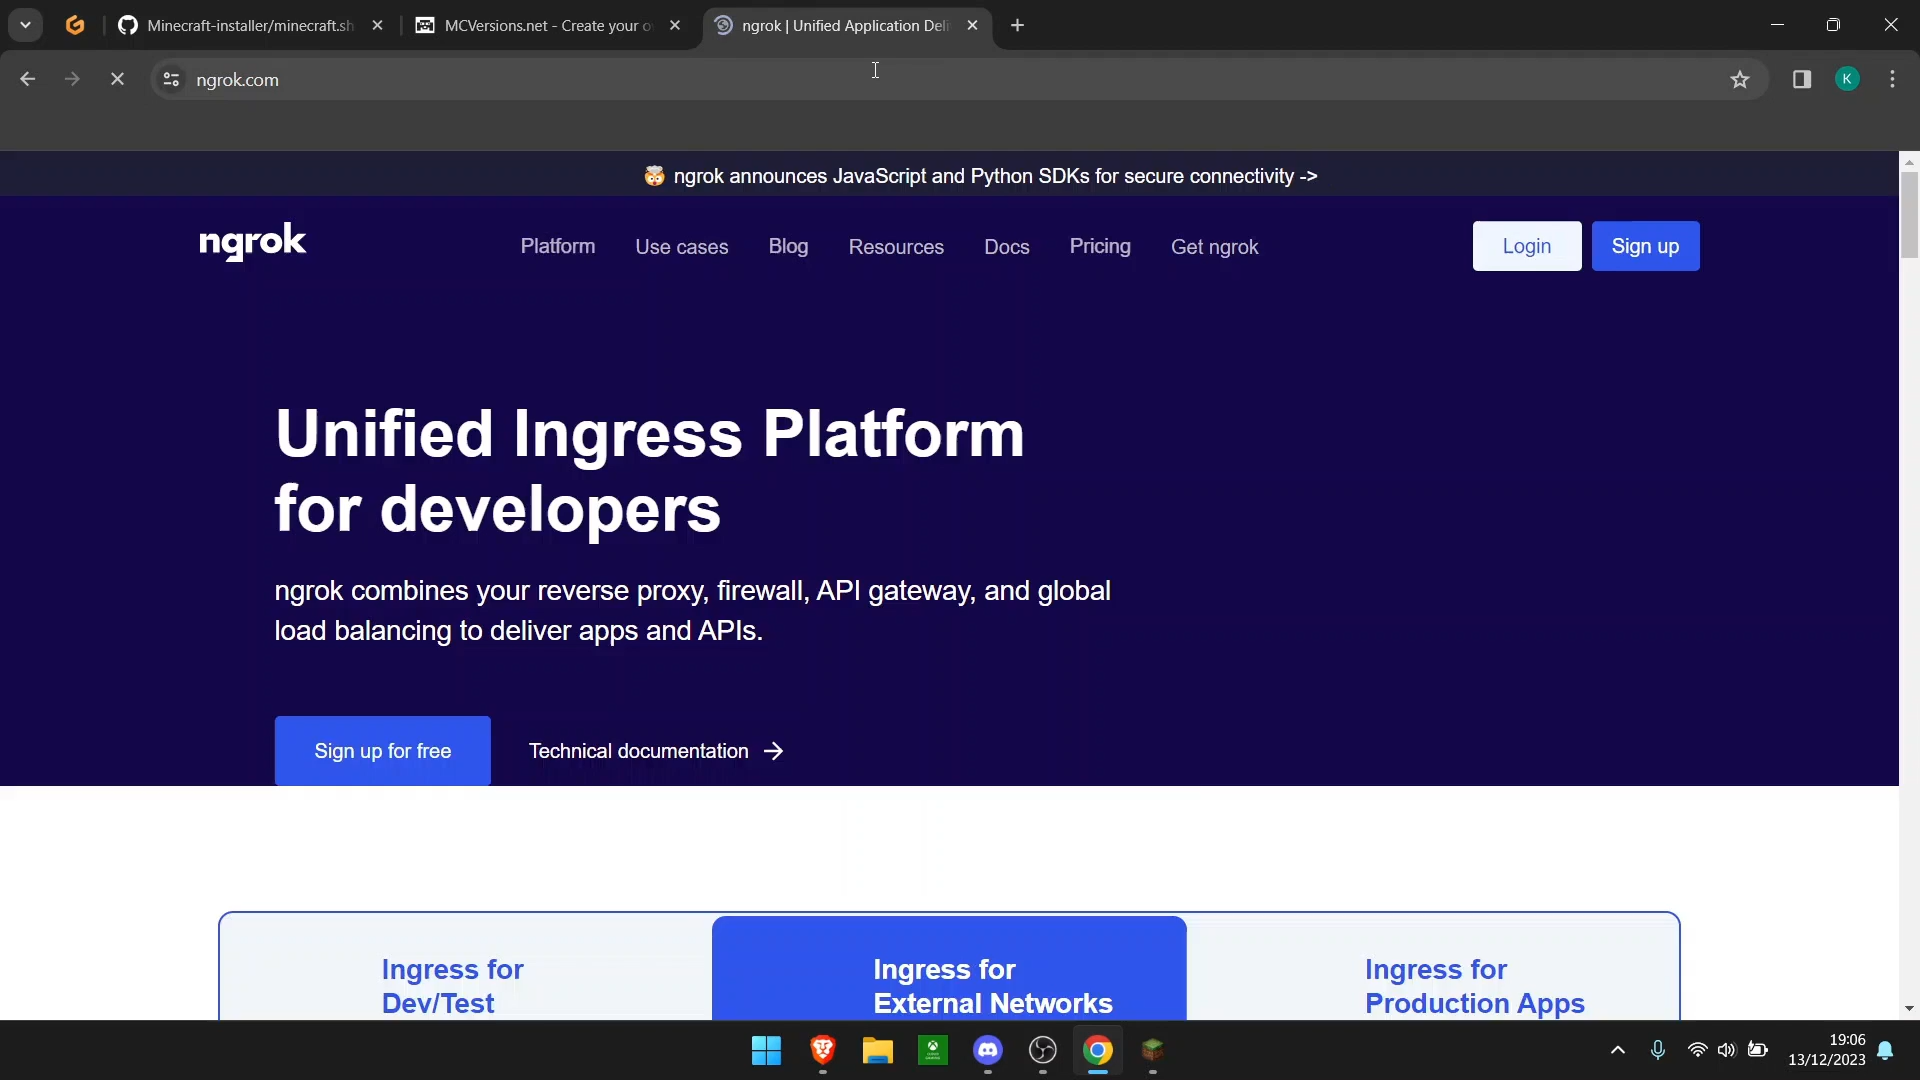 Minecraft-installer/minecraft.sh
MCVersions.net - Create your o
ngrok | Unified Application Deli
ngrok.com
K
🤯 ngrok announces JavaScript and Python SDKs for secure connectivity ->
ngrok
Platform
Use cases
Blog
Resources
Docs
Pricing
Get ngrok
Login
Sign up
Unified Ingress Platform
for developers
ngrok combines your reverse proxy, firewall, API gateway, and global
load balancing to deliver apps and APIs.
Sign up for free
Technical documentation →
Ingress for
Dev/Test
Ingress for
External Networks
Ingress for
Production Apps
19:06
13/12/2023